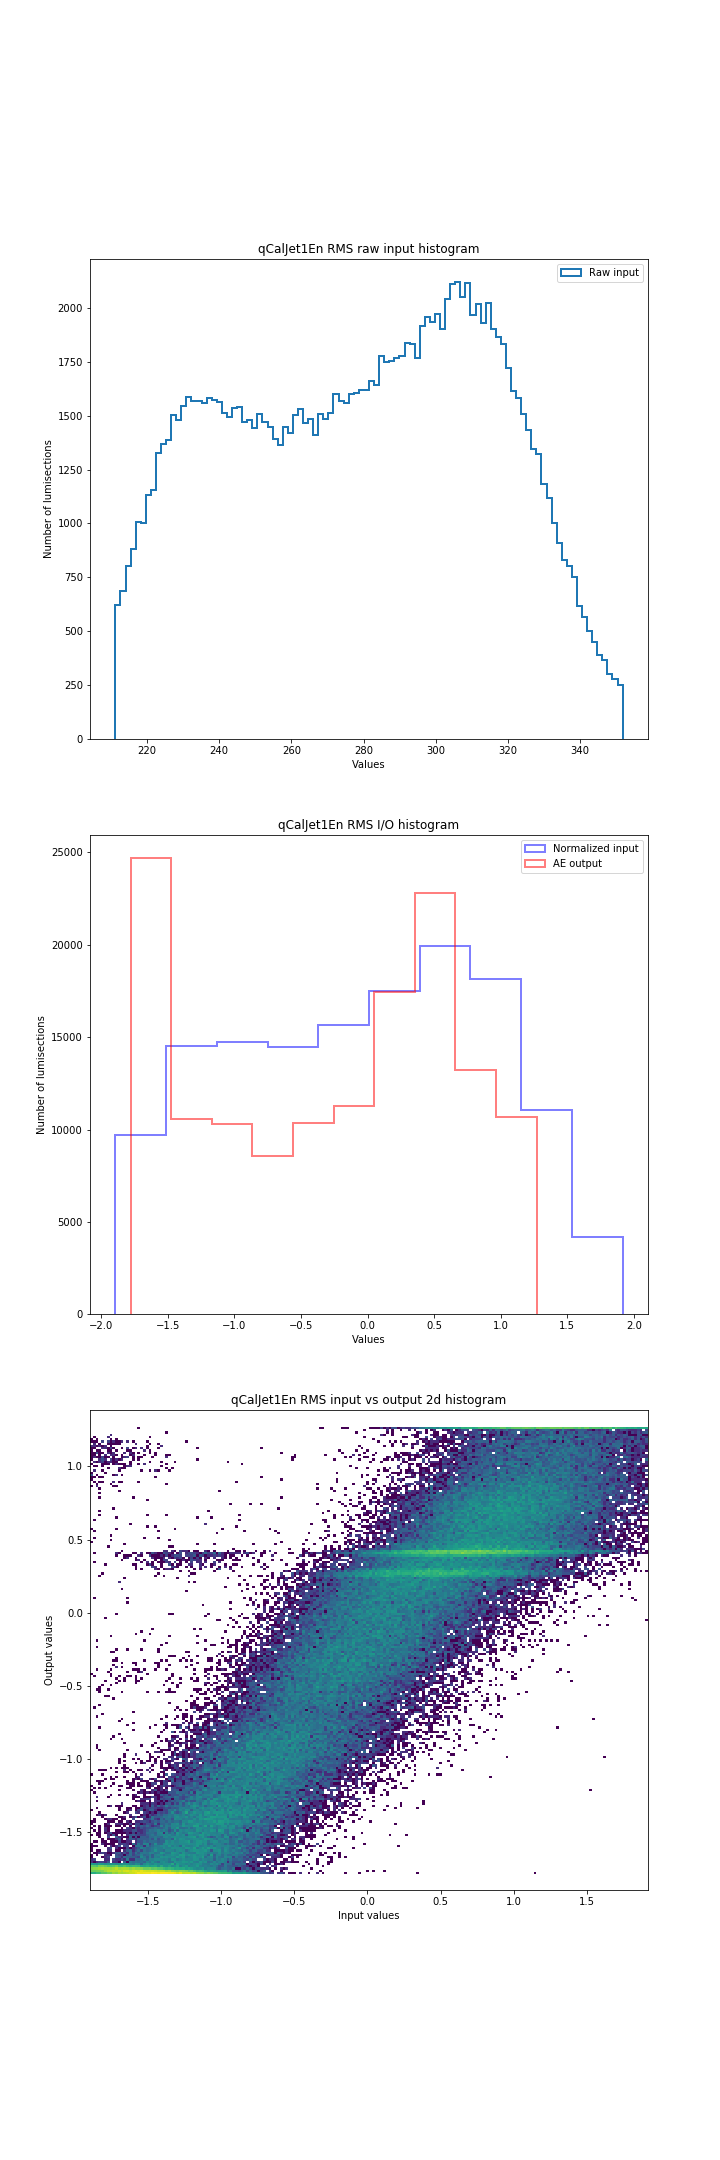 qCalJet1En RMS raw input histogram
Raw input
2000
1750
1500
1250
1000
750
500
250
0
Number of lumisections
220 240 260 280 300 320 340
Values
qCalJet1En RMS I/O histogram
Normalized input
AE output
25000
20000
15000
10000
5000
0
Number of lumisections
−2.0 −1.5 −1.0 −0.5 0.0 0.5 1.0 1.5 2.0
Values
qCalJet1En RMS input vs output 2d histogram
1.0
0.5
0.0
−0.5
−1.0
−1.5
Output values
−1.5 −1.0 −0.5 0.0 0.5 1.0 1.5
Input values